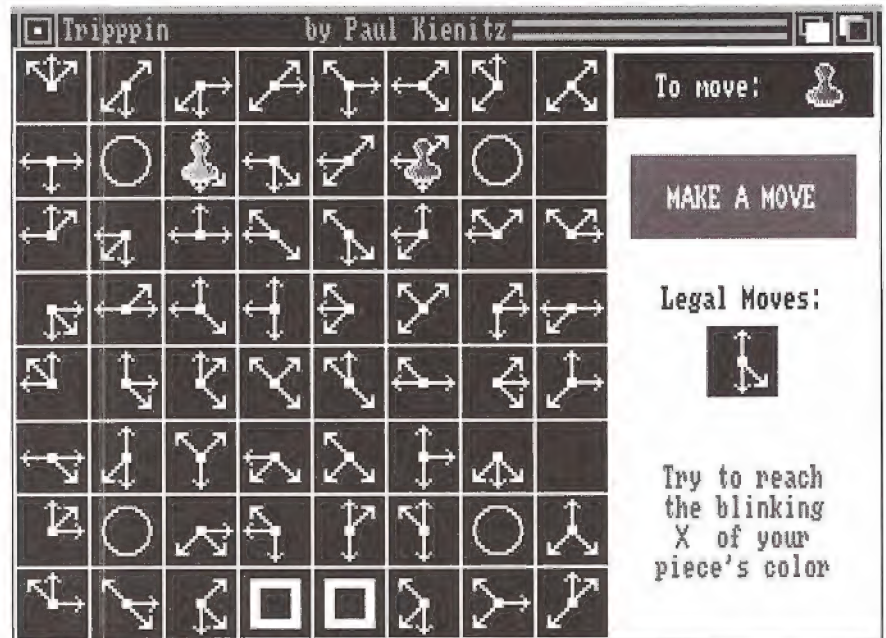 Tripppin by Paul Kienitz
To move:
MAKE A MOVE
Legal Moves:
Try to reach
the blinking
X of your
piece's color